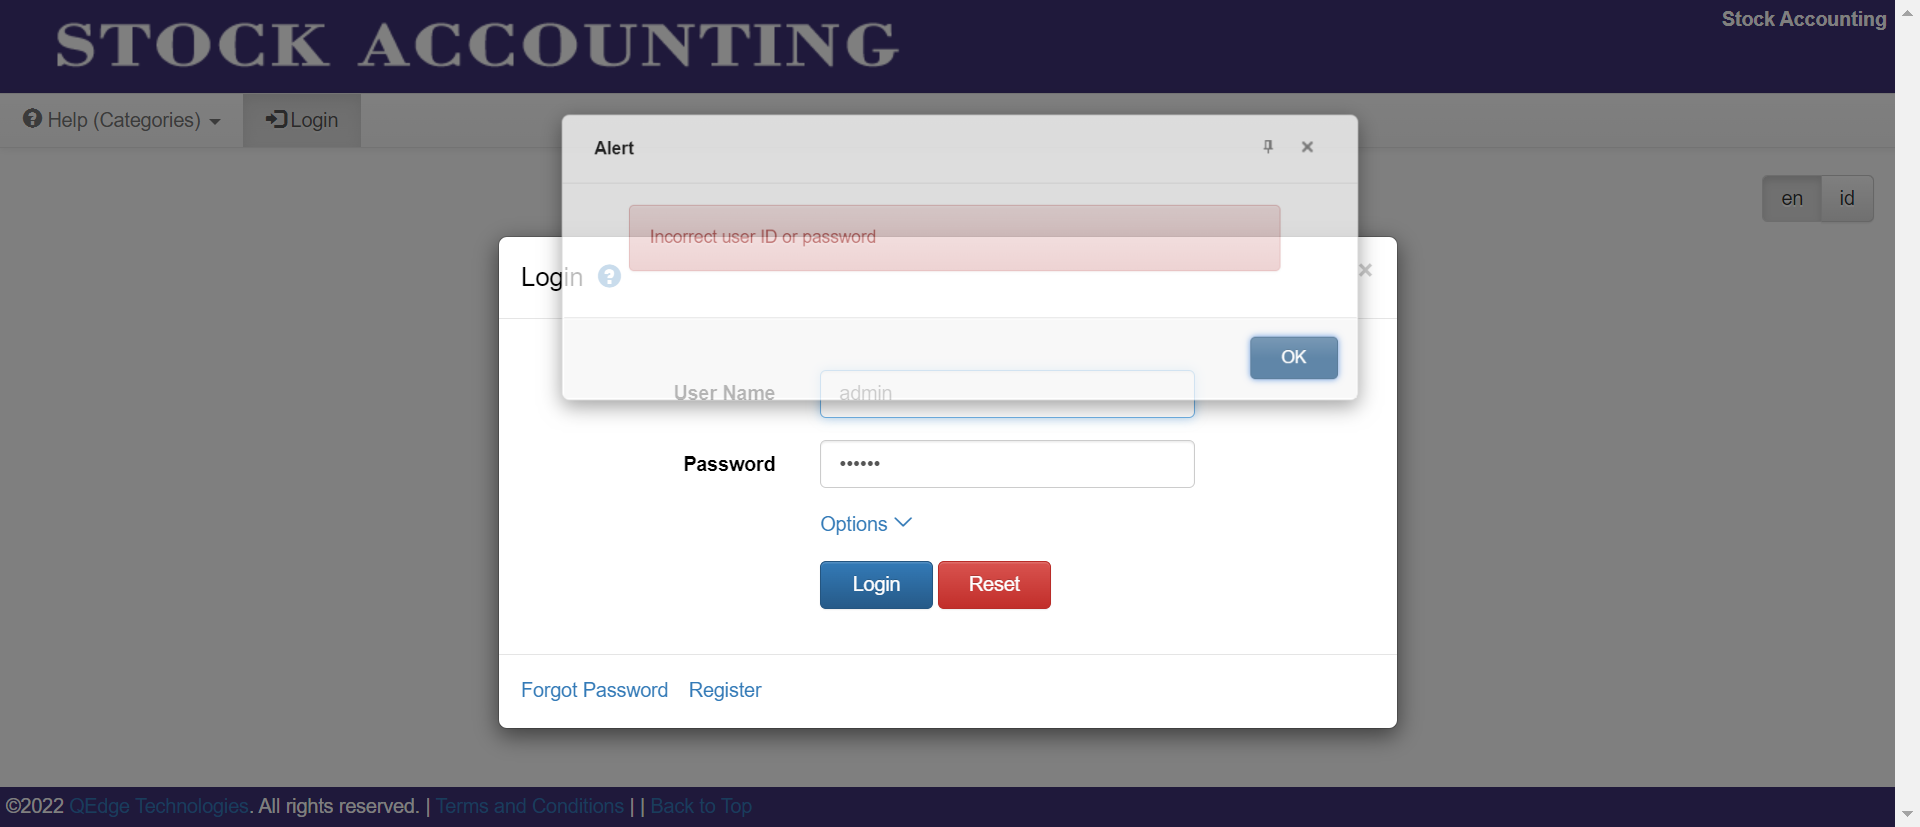 STOCK ACCOUNTING
Stock Accounting
Help (Categories)
Login
en
id
Alert
Incorrect user ID or password
OK
Login
User Name
admin
Password
••••••
Options
Login
Reset
Forgot Password
Register
©2022 QEdge Technologies. All rights reserved. | Terms and Conditions | | Back to Top